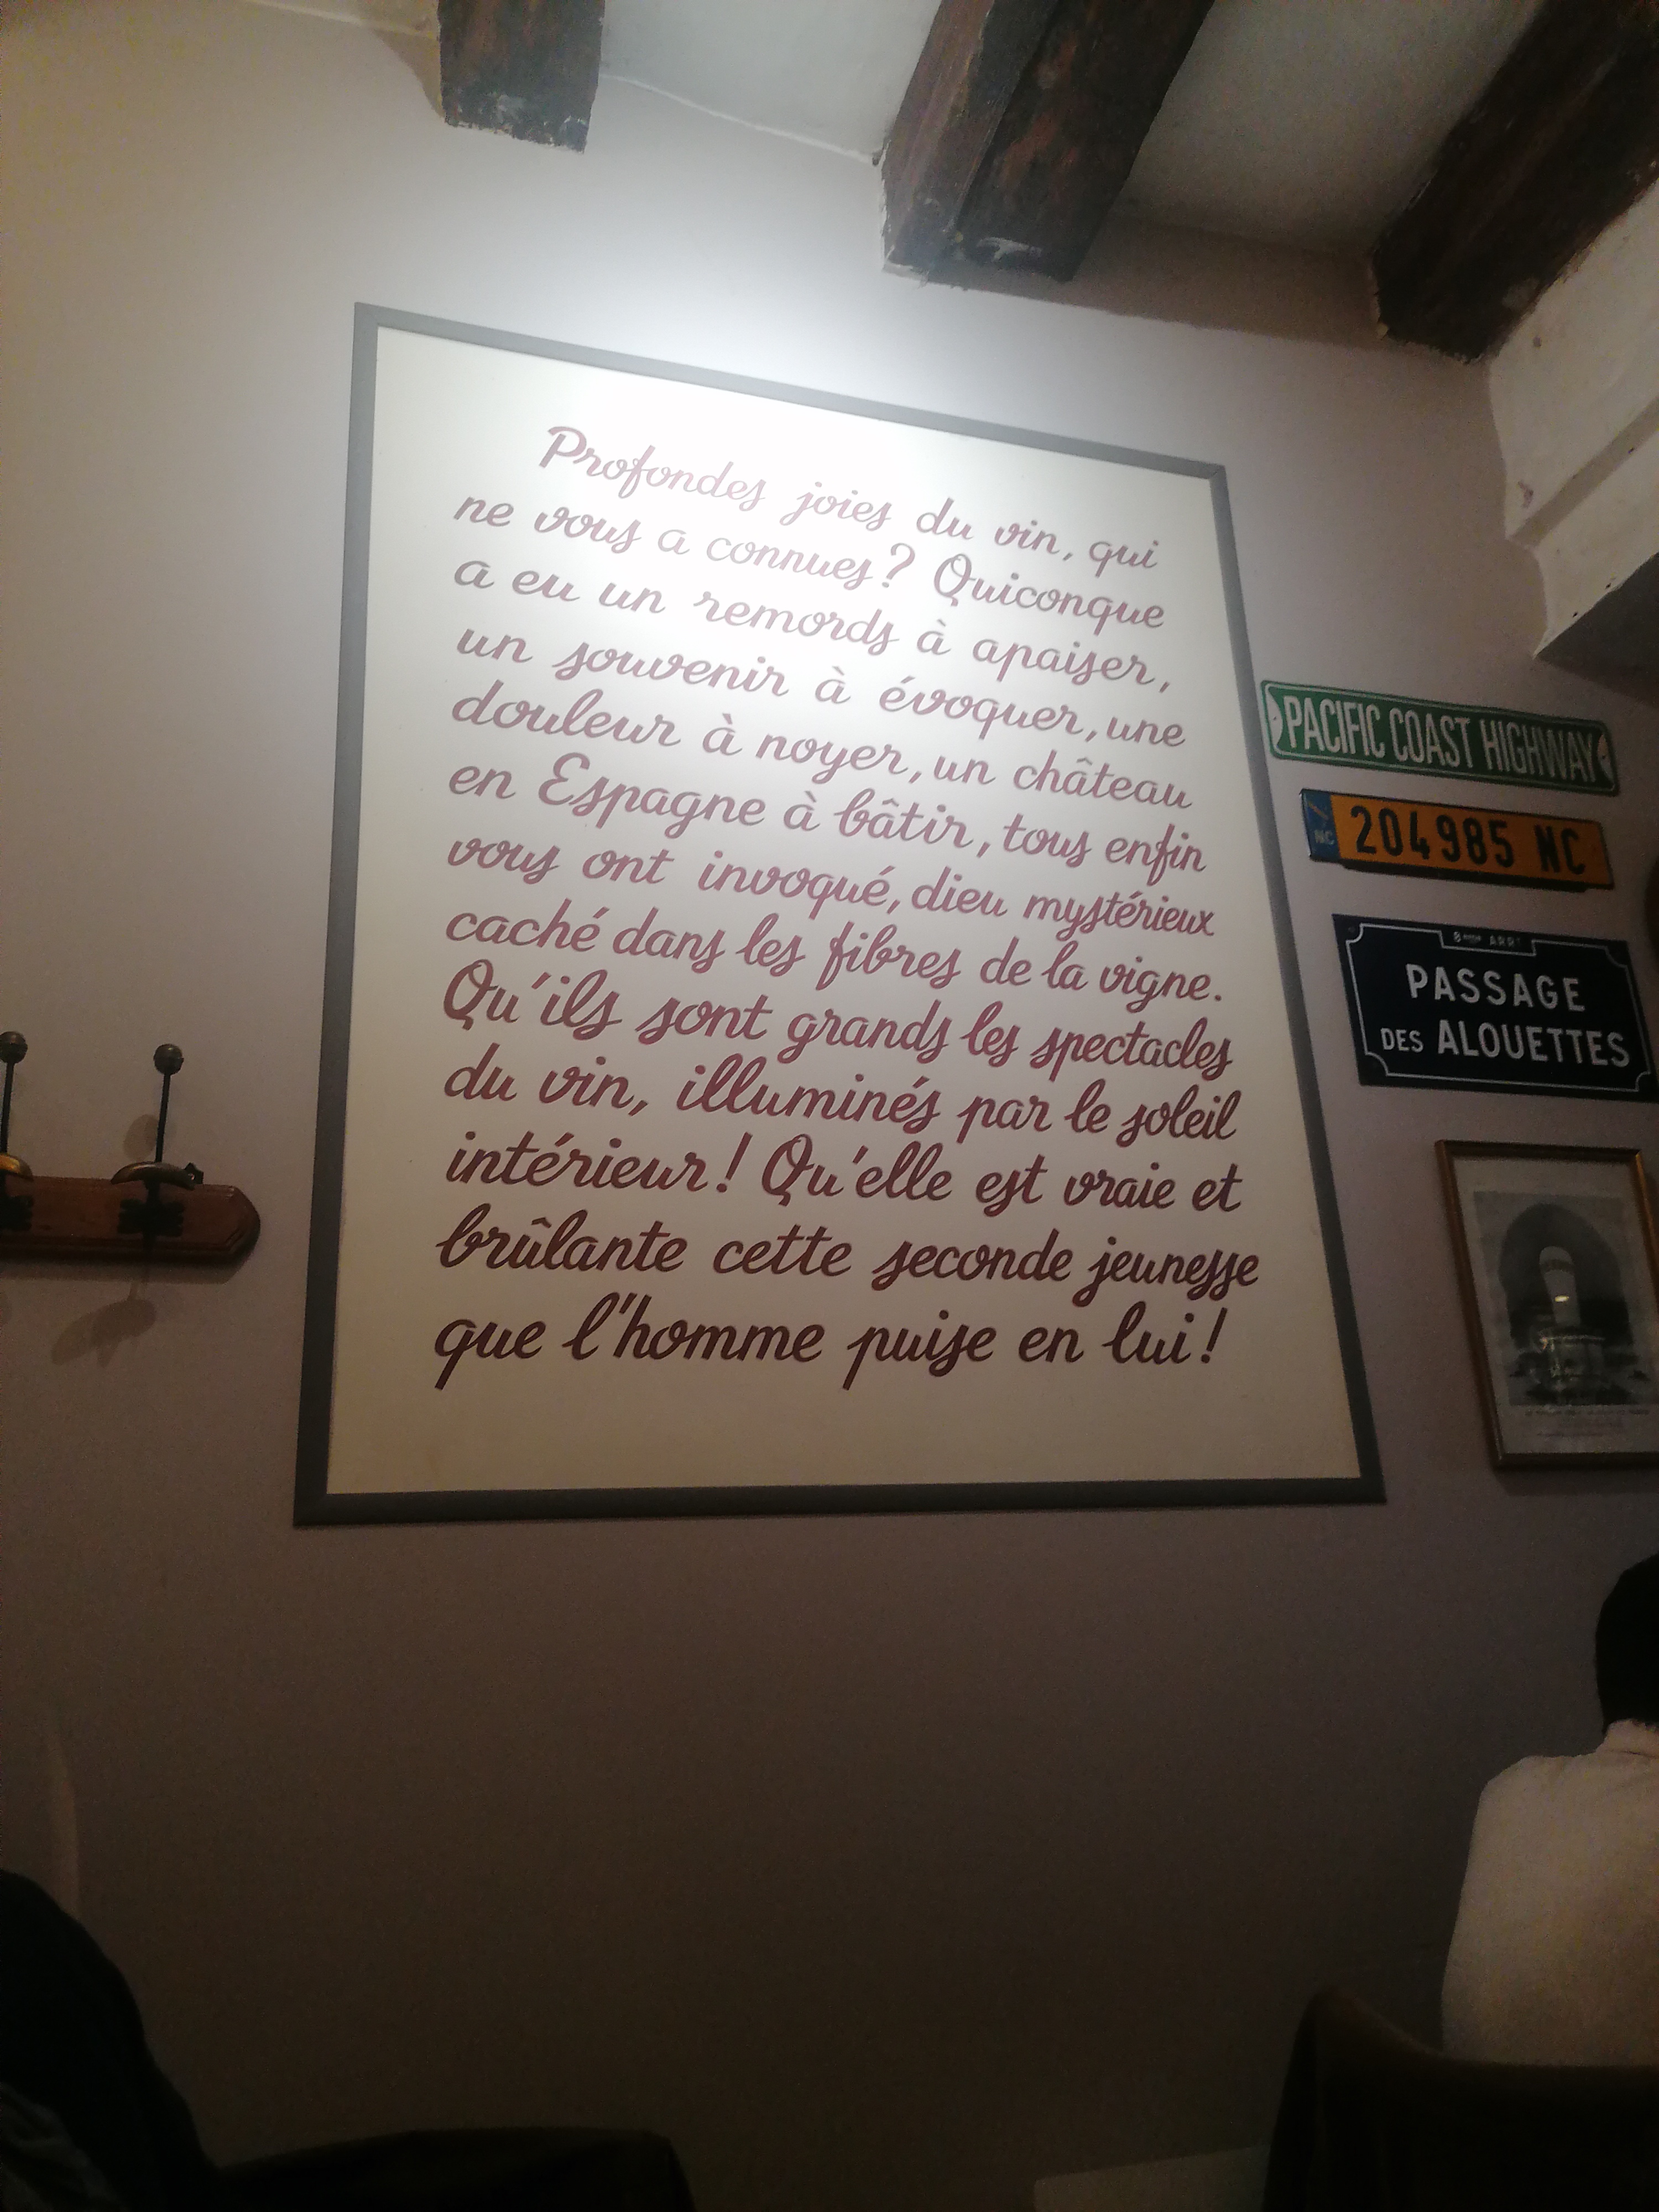 Profondes joies du vin, qui
ne vous a connues? Quiconque
a eu un remords à apaiser,
un souvenir à évoquer, une
douleur à noyer, un château
en Espagne à bâtir, tous enfin
vous ont invoqué, dieu mystérieux
caché dans les fibres de la vigne.
Qu'ils sont grands les spectacles
du vin, illuminés par le soleil
intérieur! Qu'elle est vraie et
brûlante cette seconde jeunesse
que l'homme puise en lui!
PACIFIC COAST HIGHWAY
NC 204985 NC
8ème ARRT
PASSAGE
DES ALOUETTES